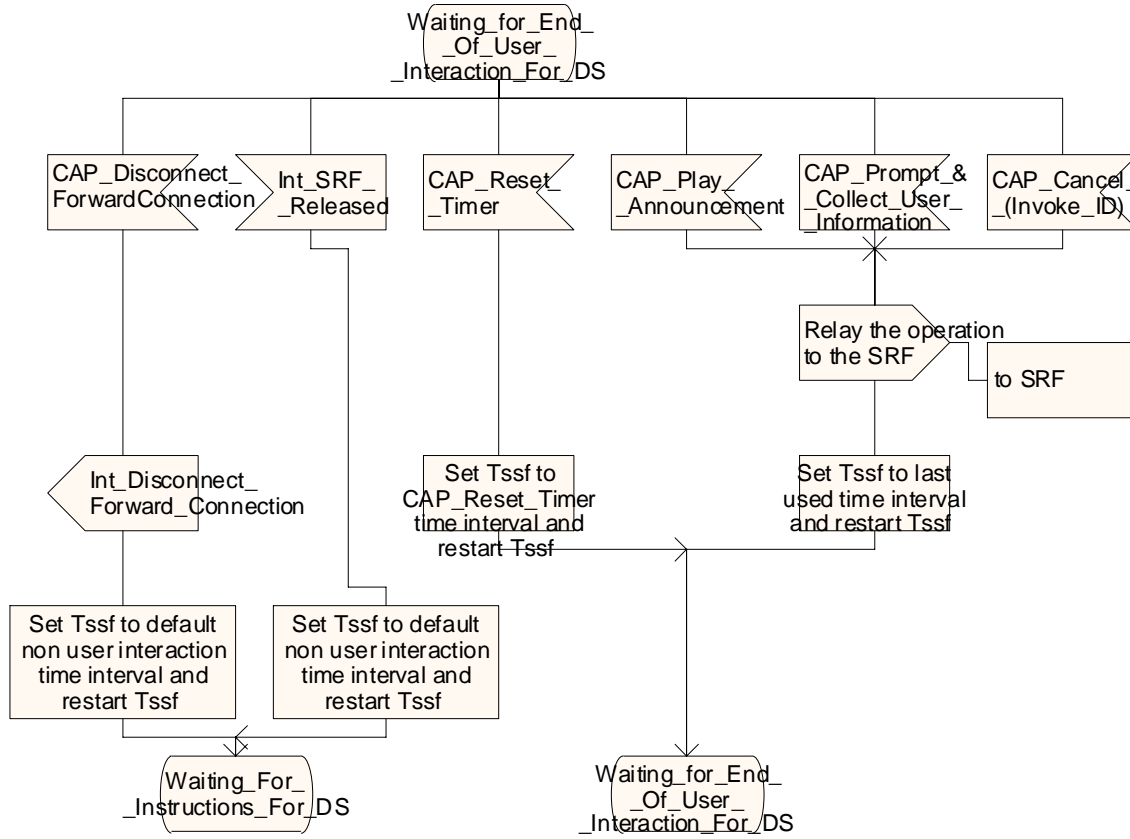 Waiting_for_End_
_Of_User_
_Interaction_For_DS
CAP_Disconnect_
ForwardConnection
Int_SRF_
_Released
CAP_Reset_
_Timer
CAP_Play_
_Announcement
CAP_Prompt_&
_Collect_User_
_Information
CAP_Cancel_
_(Invoke_ID)
Relay the operation
to the SRF
to SRF
Int_Disconnect_
Forward_Connection
Set Tssf to
CAP_Reset_Timer
time interval and
restart Tssf
Set Tssf to last
used time interval
and restart Tssf
Set Tssf to default
non user interaction
time interval and
restart Tssf
Set Tssf to default
non user interaction
time interval and
restart Tssf
Waiting_For_
_Instructions_For_DS
Waiting_for_End_
_Of_User_
_Interaction_For_DS